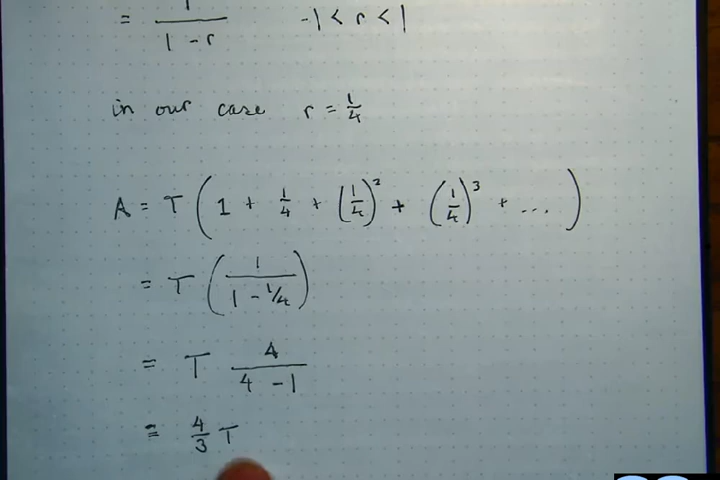 = 1/(1 - r) -1 < r < 1
in our case r = 1/4
A = T ( 1 + 1/4 + (1/4)² + (1/4)³ + ... )
= T ( 1/(1 - 1/4) )
= T 4/(4 - 1)
= 4/3 T